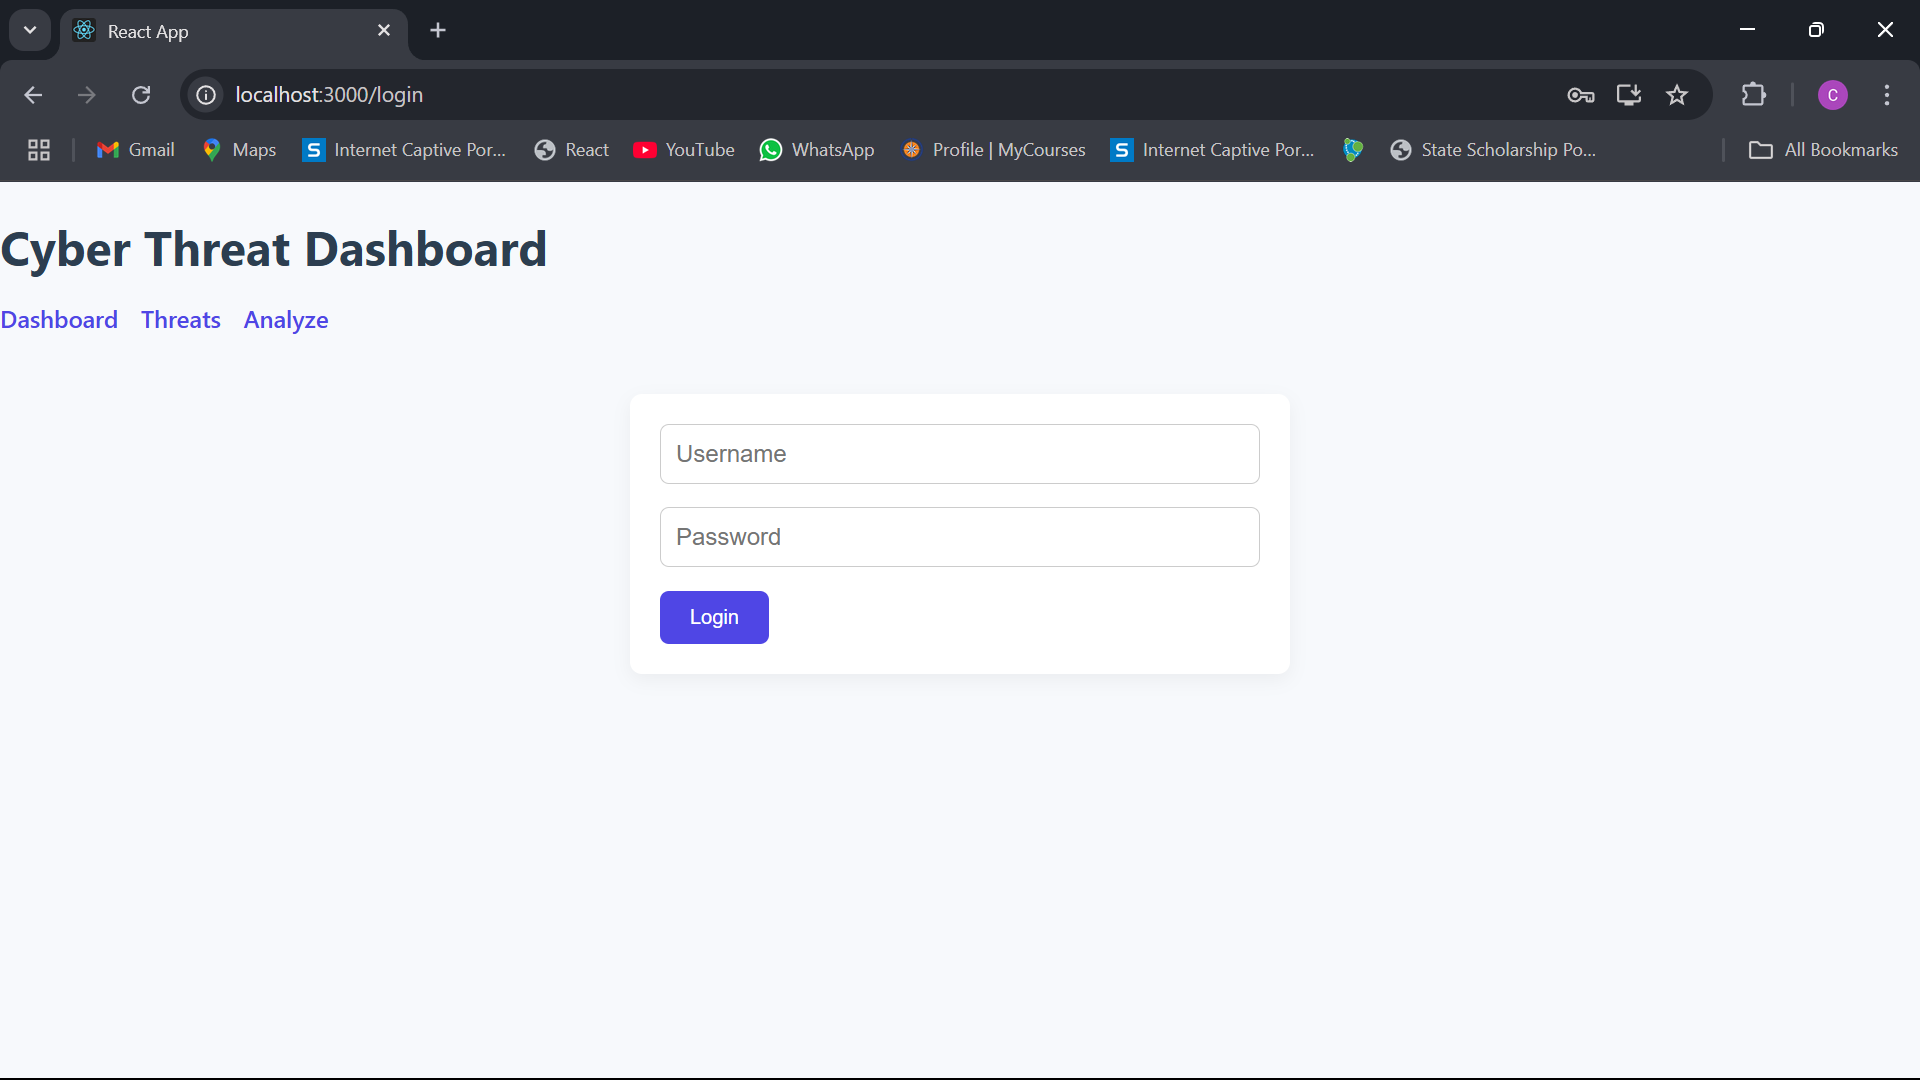 React App
localhost:3000/login
C
Gmail Maps Internet Captive Por... React YouTube WhatsApp Profile | MyCourses Internet Captive Por... State Scholarship Po... All Bookmarks
Cyber Threat Dashboard
Dashboard Threats Analyze
Username
Password
Login